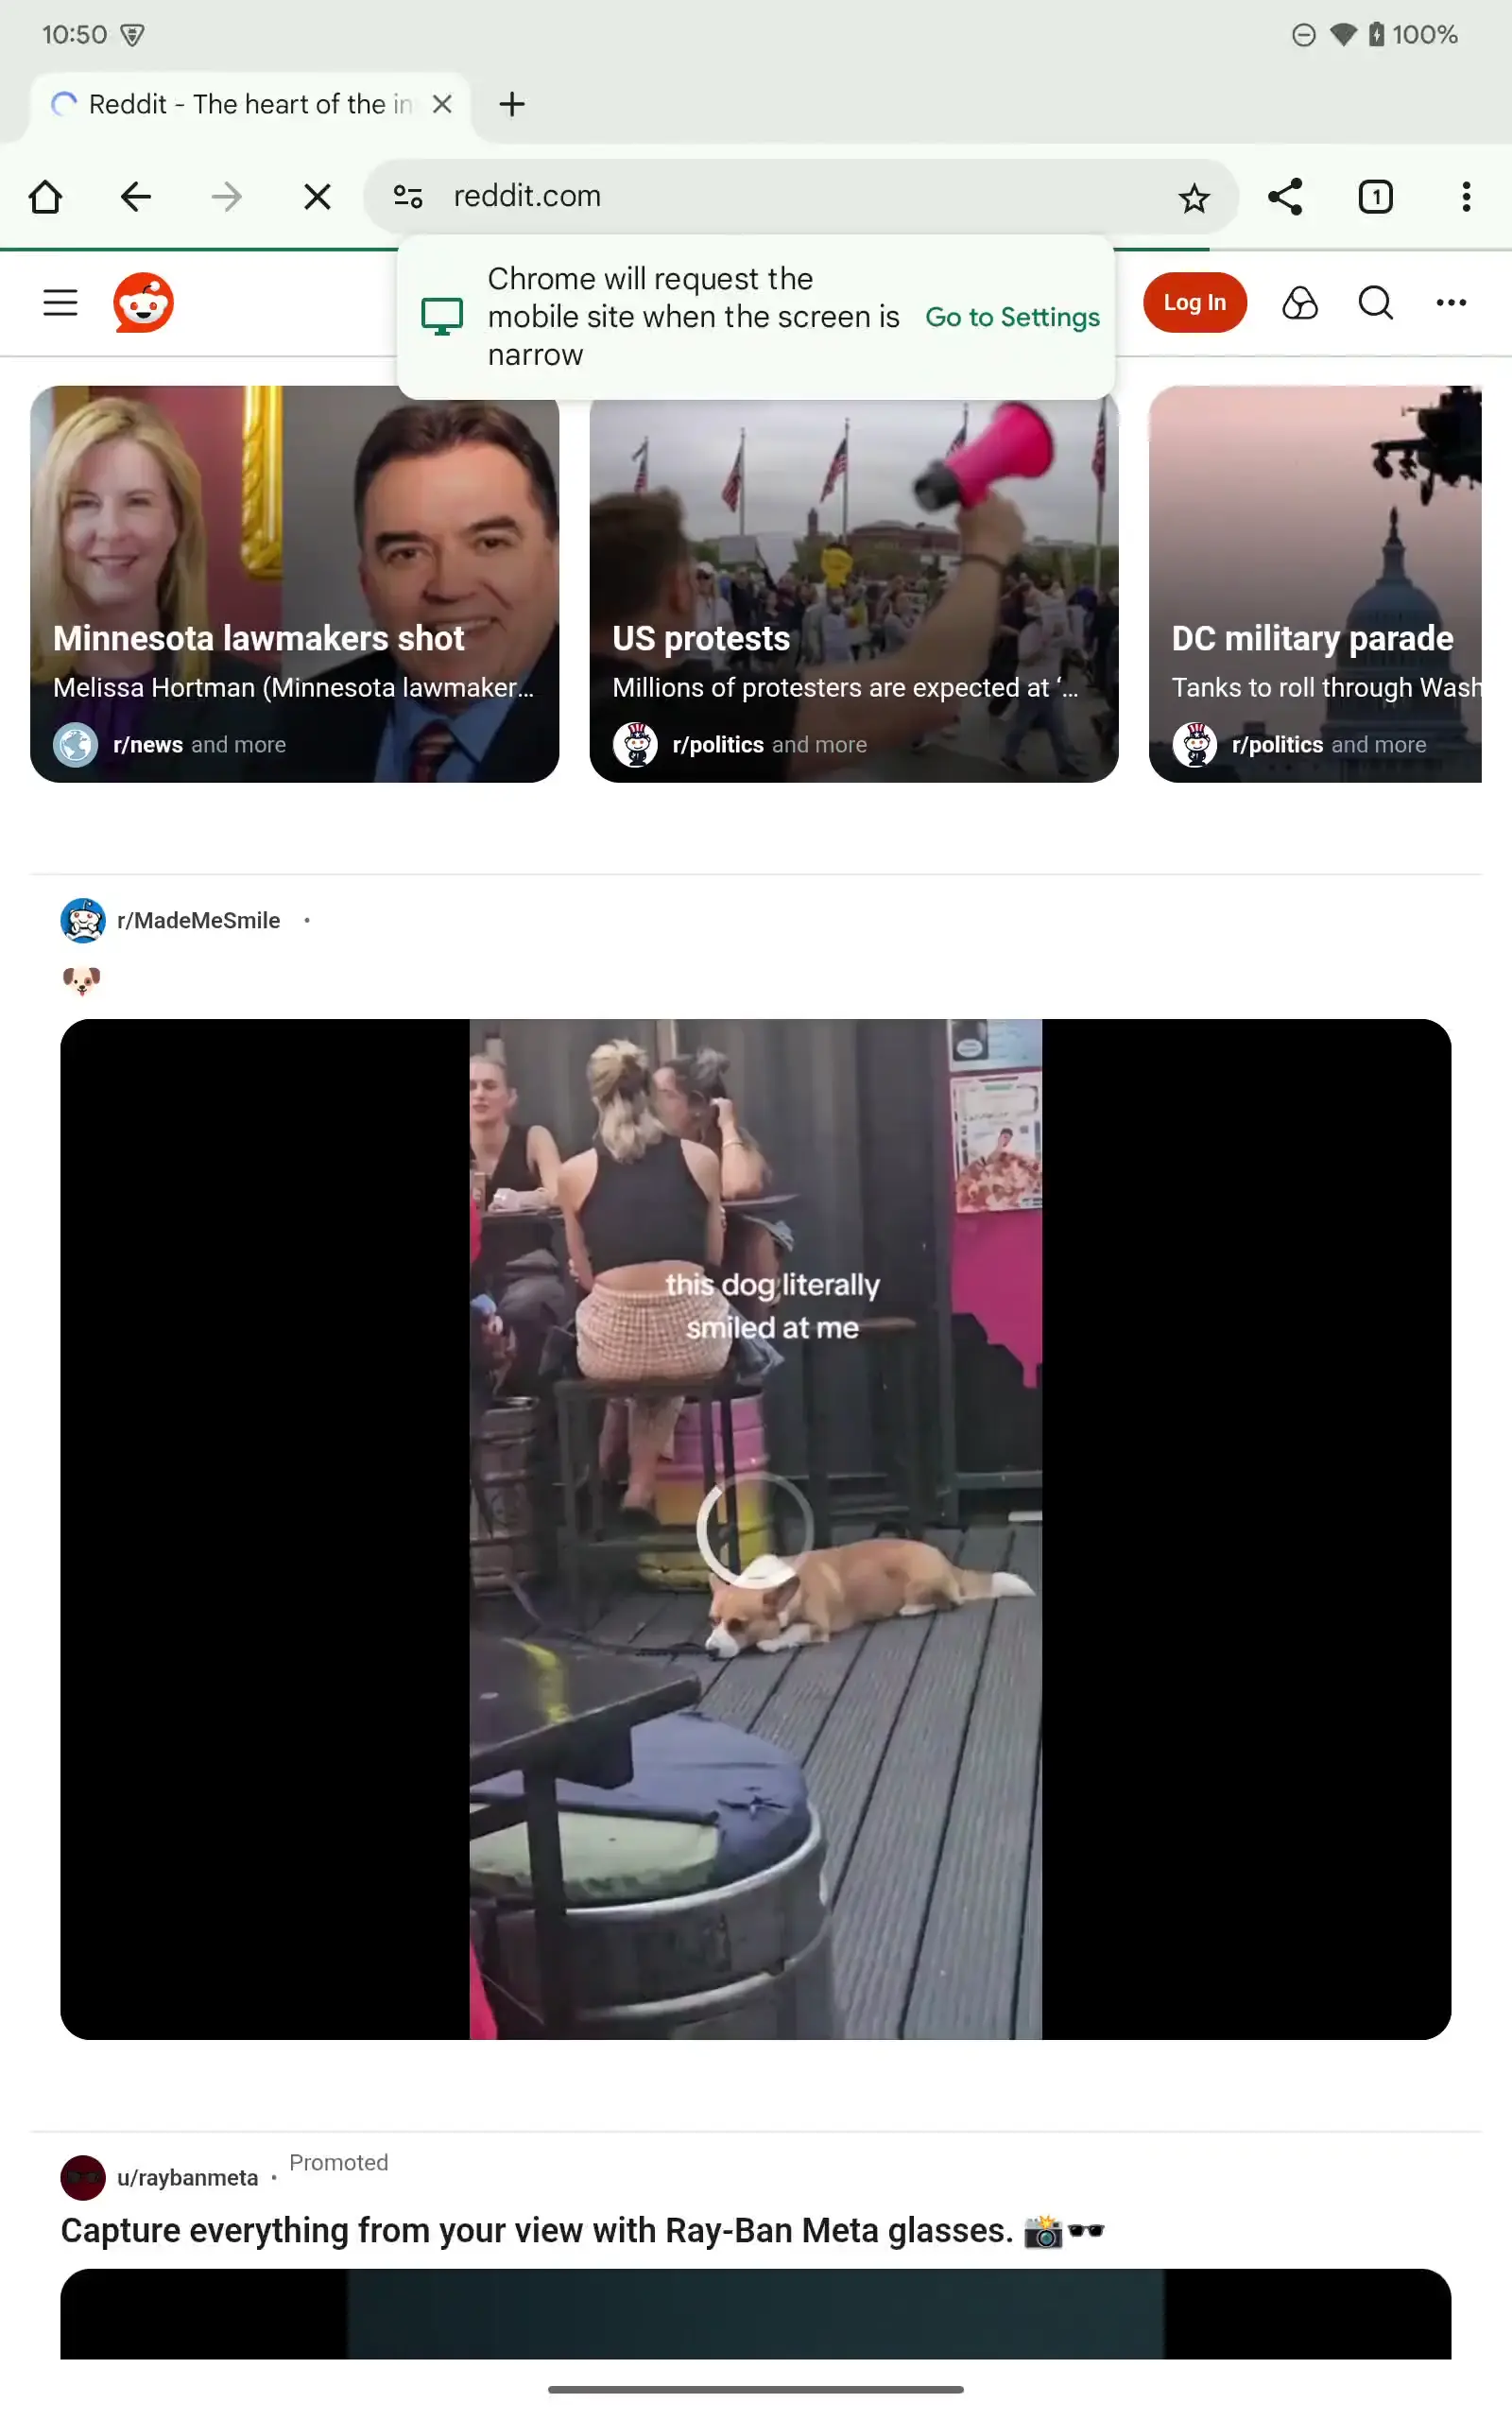 10:50
100%
Reddit - The heart of the in
reddit.com
1
Chrome will request the
mobile site when the screen is
narrow
Go to Settings
Log In
Minnesota lawmakers shot
Melissa Hortman (Minnesota lawmaker...
r/news and more
US protests
Millions of protesters are expected at ‘...
r/politics and more
DC military parade
Tanks to roll through Wash
r/politics and more
r/MadeMeSmile •
🐶
this dog literally
smiled at me
u/raybanmeta • Promoted
Capture everything from your view with Ray-Ban Meta glasses. 📸🕶️